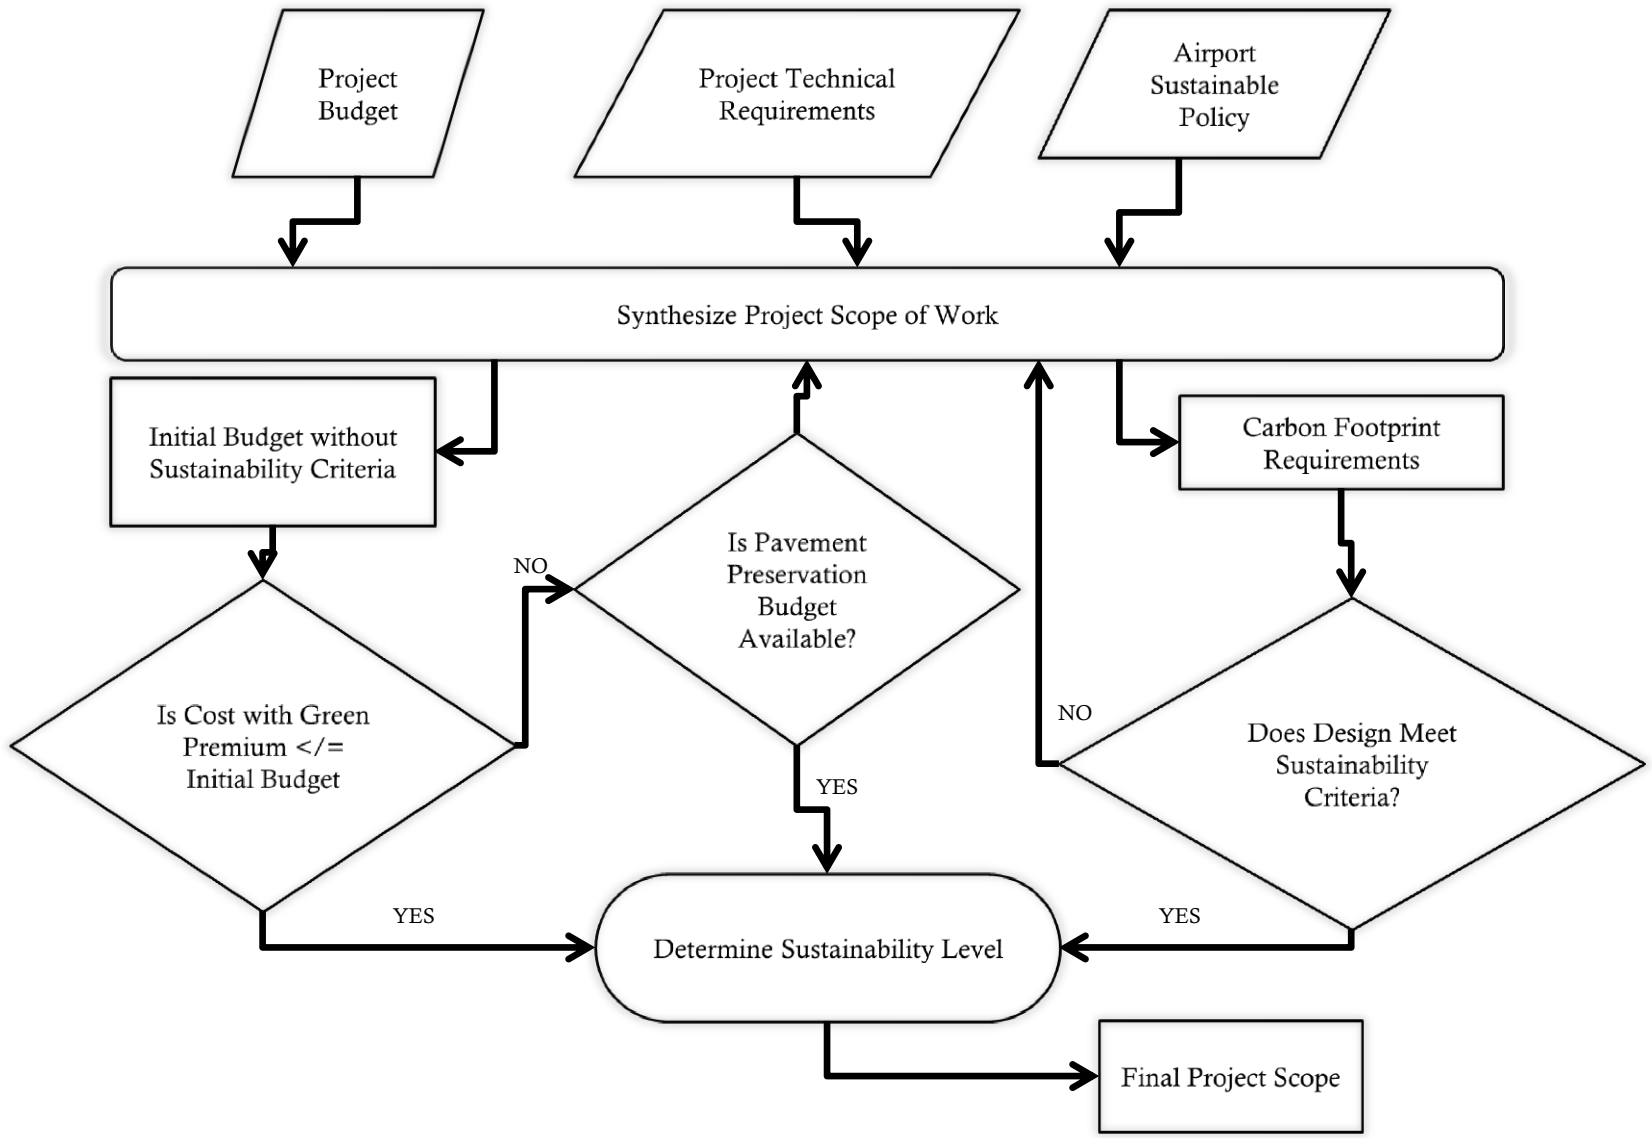 Project
Budget
Project Technical
Requirements
Airport
Sustainable
Policy
Synthesize Project Scope of Work
Initial Budget without
Sustainability Criteria
Carbon Footprint
Requirements
NO
Is Pavement
Preservation
Budget
Available?
Is Cost with Green
Premium </=
Initial Budget
NO
Does Design Meet
Sustainability
Criteria?
YES
YES
YES
Determine Sustainability Level
Final Project Scope